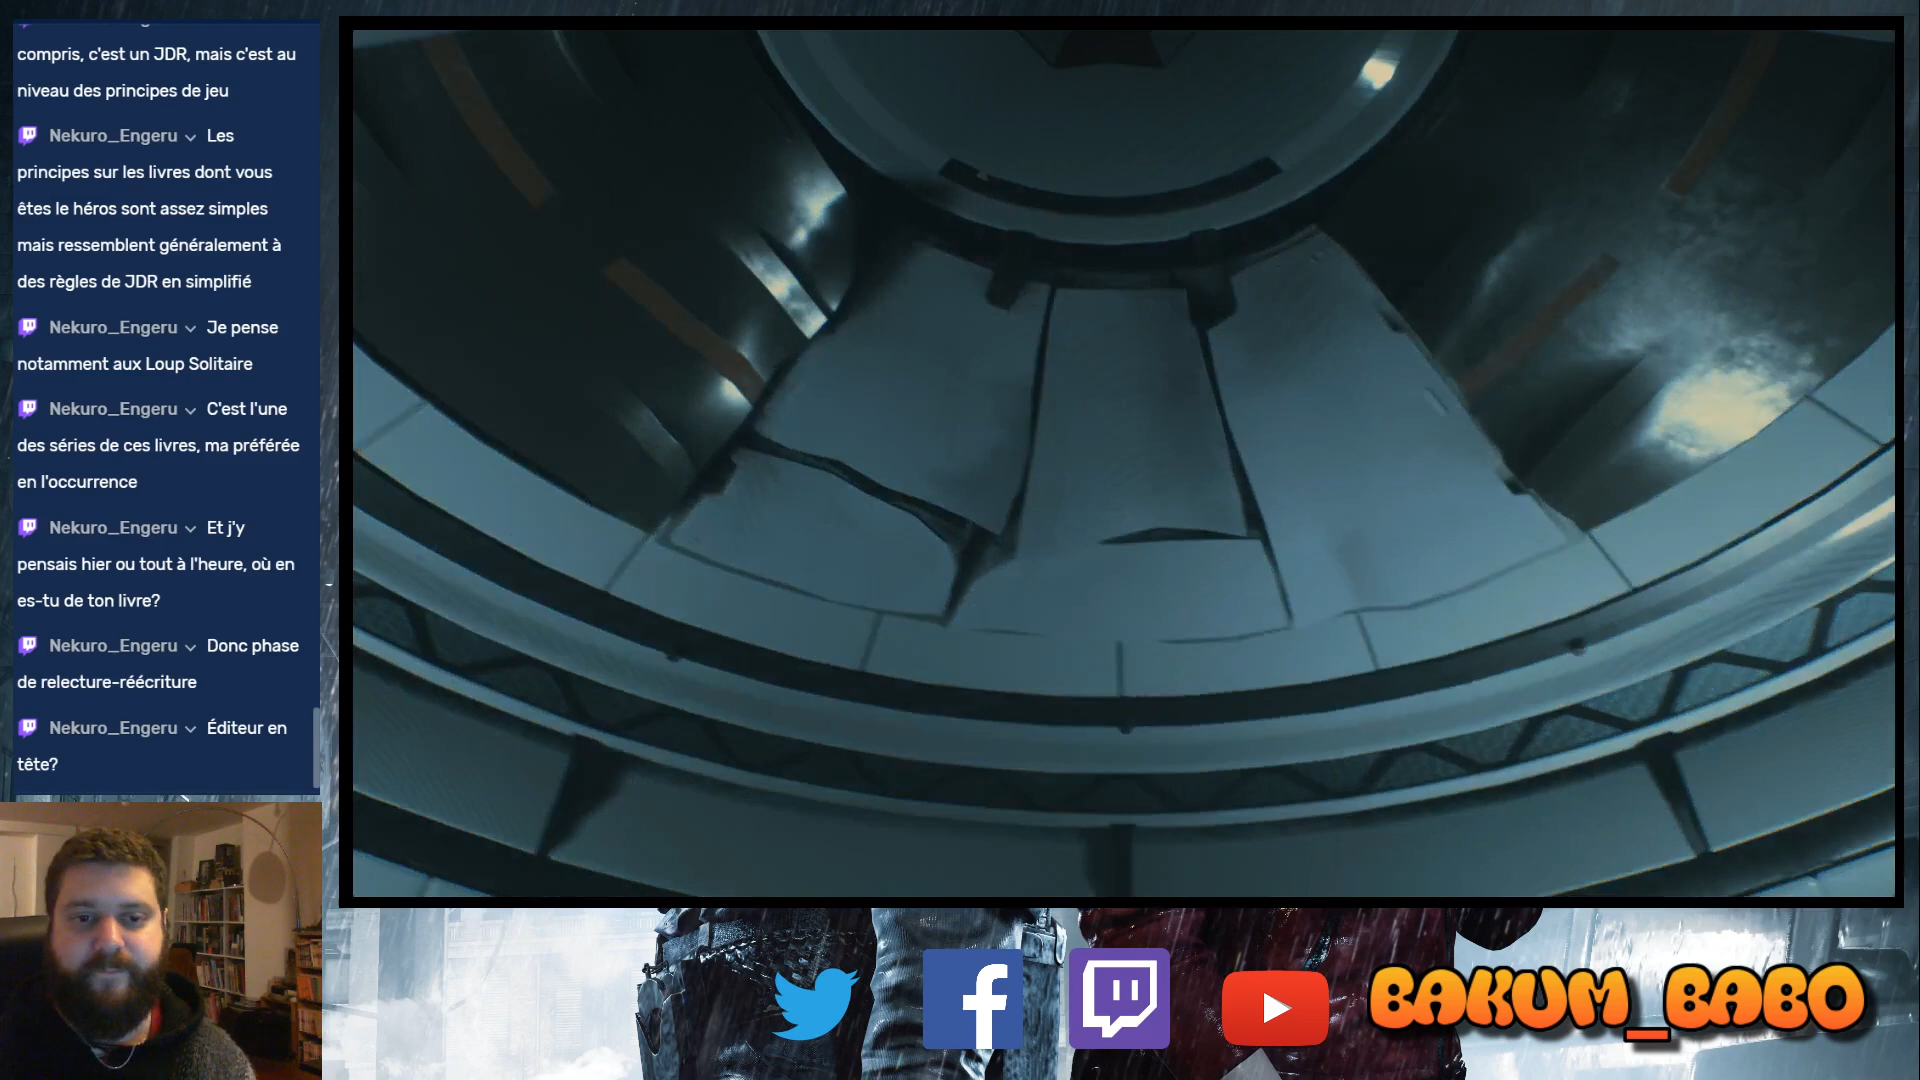 compris, c'est un JDR, mais c'est au
niveau des principes de jeu
Nekuro_Engeru Les
principes sur les livres dont vous
êtes le héros sont assez simples
mais ressemblent généralement à
des règles de JDR en simplifié
Nekuro_Engeru Je pense
notamment aux Loup Solitaire
Nekuro_Engeru C'est l'une
des séries de ces livres, ma préférée
en l'occurrence
Nekuro_Engeru Et j'y
pensais hier ou tout à l'heure, où en
es-tu de ton livre?
Nekuro_Engeru Donc phase
de relecture-réécriture
Nekuro_Engeru Éditeur en
tête?
BAKUM_BABO